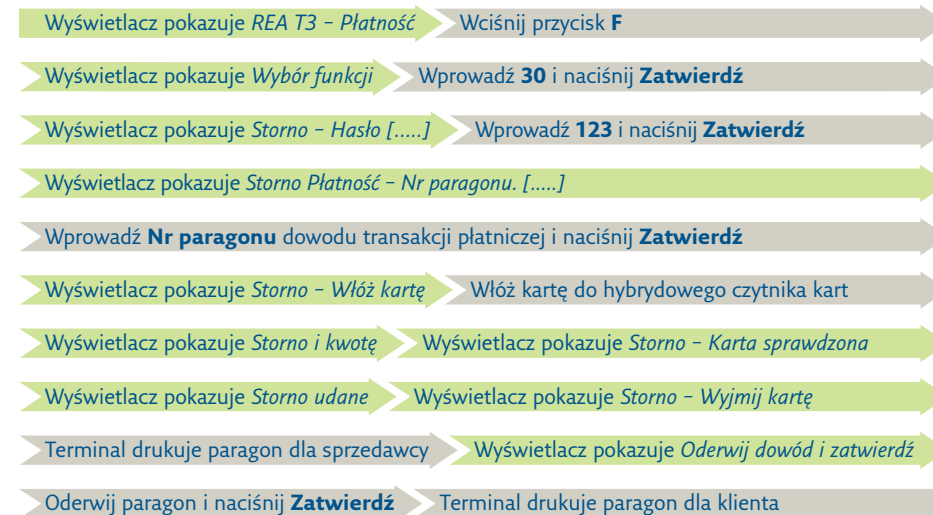 Wyświetlacz pokazuje REA T3 – Płatność Wciśnij przycisk F
Wyświetlacz pokazuje Wybór funkcji Wprowadź 30 i naciśnij Zatwierdź
Wyświetlacz pokazuje Storno – Hasło [.....] Wprowadź 123 i naciśnij Zatwierdź
Wyświetlacz pokazuje Storno Płatność – Nr paragonu. [.....]
Wprowadź Nr paragonu dowodu transakcji płatniczej i naciśnij Zatwierdź
Wyświetlacz pokazuje Storno – Włóż kartę Włóż kartę do hybrydowego czytnika kart
Wyświetlacz pokazuje Storno i kwotę Wyświetlacz pokazuje Storno – Karta sprawdzona
Wyświetlacz pokazuje Storno udane Wyświetlacz pokazuje Storno – Wyjmij kartę
Terminal drukuje paragon dla sprzedawcy Wyświetlacz pokazuje Oderwij dowód i zatwierdź
Oderwij paragon i naciśnij Zatwierdź Terminal drukuje paragon dla klienta